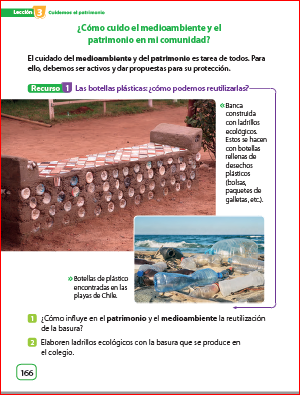 Lección 3 Cuidemos el patrimonio
¿Cómo cuido el medioambiente y el
patrimonio en mi comunidad?
El cuidado del medioambiente y del patrimonio es tarea de todos. Para
ello, debemos ser activos y dar propuestas para su protección.
Recurso 1 Las botellas plásticas: ¿cómo podemos reutilizarlas?
Banca
construida
con ladrillos
ecológicos.
Estos se hacen
con botellas
rellenas de
desechos
plásticos
(bolsas,
paquetes de
galletas, etc.).
Botellas de plástico
encontradas en las
playas de Chile.
1 ¿Cómo influye en el patrimonio y el medioambiente la reutilización
de la basura?
2 Elaboren ladrillos ecológicos con la basura que se produce en
el colegio.
166